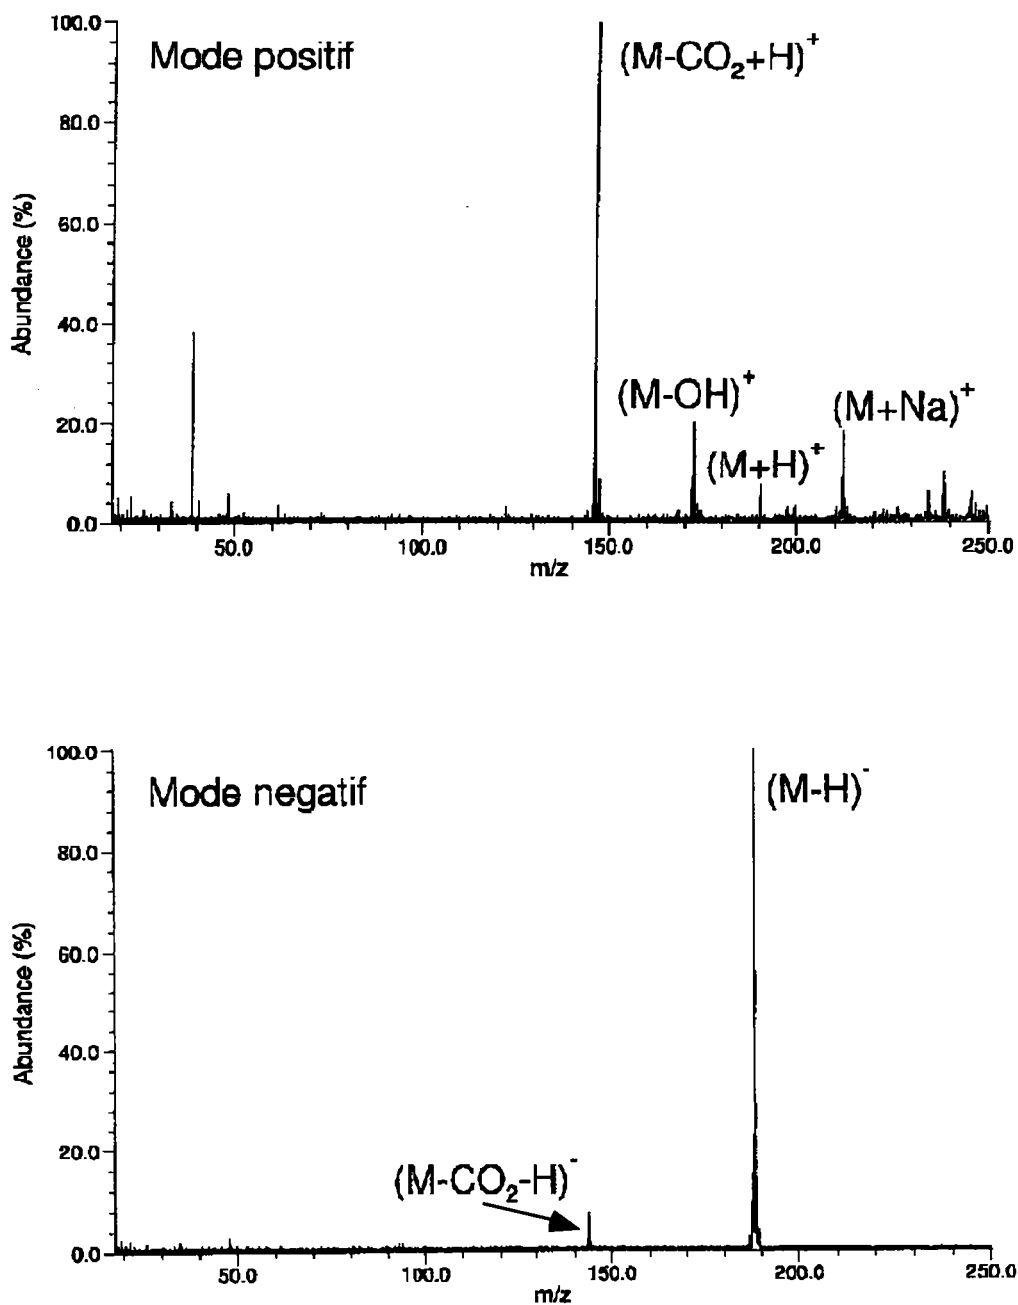 Mode positif
(M-CO2+H)+
(M-OH)+
(M+H)+
(M+Na)+
100.0
80.0
60.0
40.0
20.0
0.0
Abundance (%)
50.0
100.0
150.0
200.0
250.0
m/z
Mode negatif
(M-H)-
(M-CO2-H)-
100.0
80.0
60.0
40.0
20.0
0.0
Abundance (%)
50.0
100.0
150.0
200.0
250.0
m/z